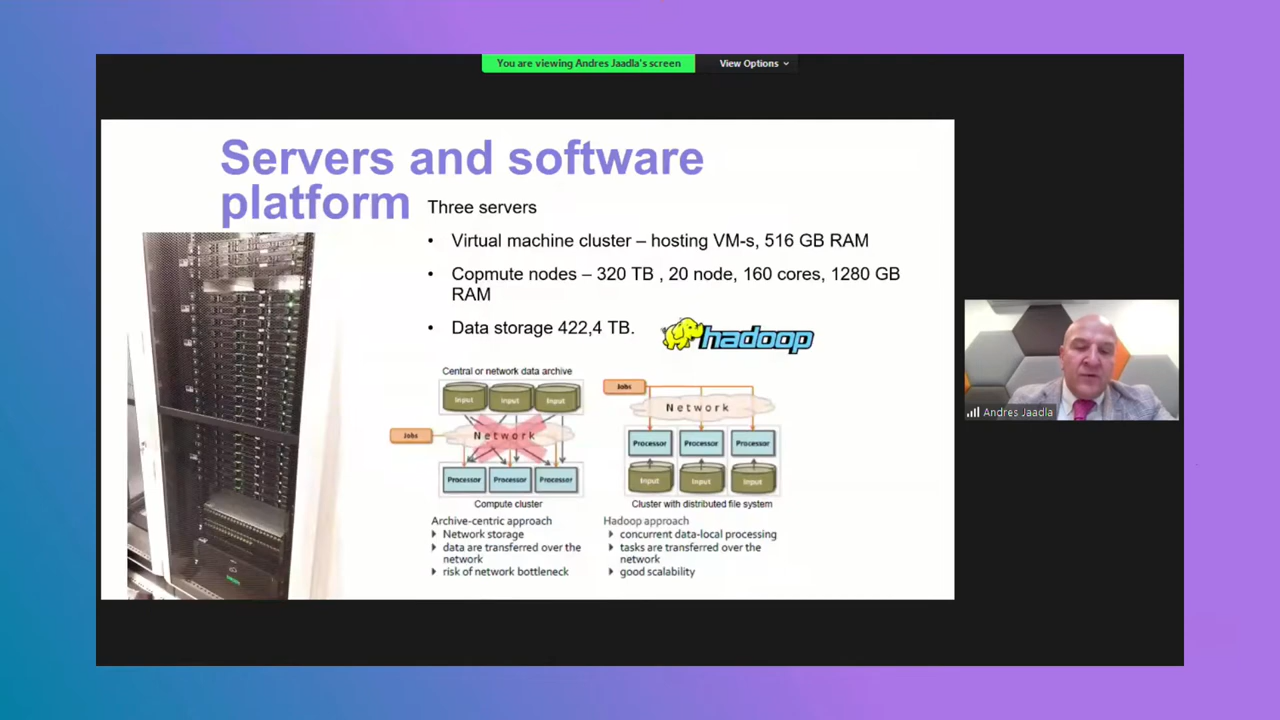 You are viewing Andres Jaadla's screen
View Options
Servers and software
platform
Three servers
• Virtual machine cluster – hosting VM-s, 516 GB RAM
• Copmute nodes – 320 TB , 20 node, 160 cores, 1280 GB
RAM
• Data storage 422,4 TB.
hadoop
Central or network data archive
Input Input Input
Jobs
Network
Processor Processor Processor
Compute cluster
Archive-centric approach
Network storage
data are transferred over the
network
risk of network bottleneck
Jobs
Network
Processor Processor Processor
Input Input Input
Cluster with distributed file system
Hadoop approach
concurrent data-local processing
tasks are transferred over the
network
good scalability
Andres Jaadla